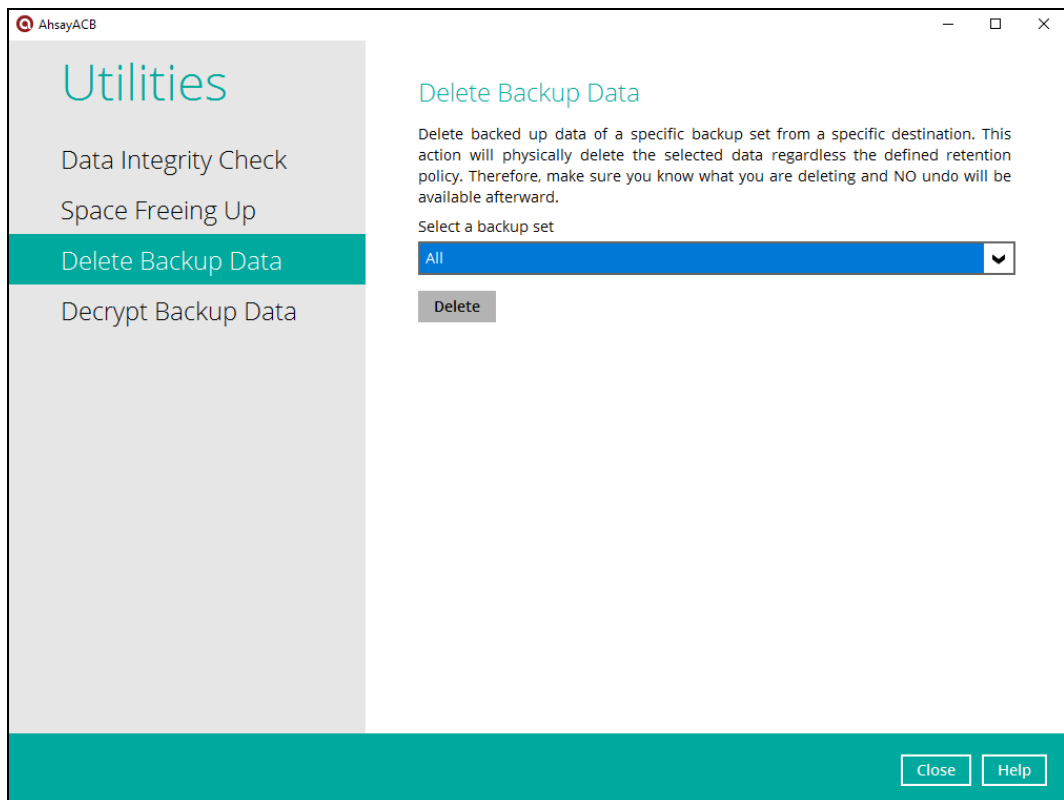 AhsayACB
Utilities
Data Integrity Check
Space Freeing Up
Delete Backup Data
Decrypt Backup Data
Delete Backup Data
Delete backed up data of a specific backup set from a specific destination. This
action will physically delete the selected data regardless the defined retention
policy. Therefore, make sure you know what you are deleting and NO undo will be
available afterward.
Select a backup set
All
Delete
Close
Help